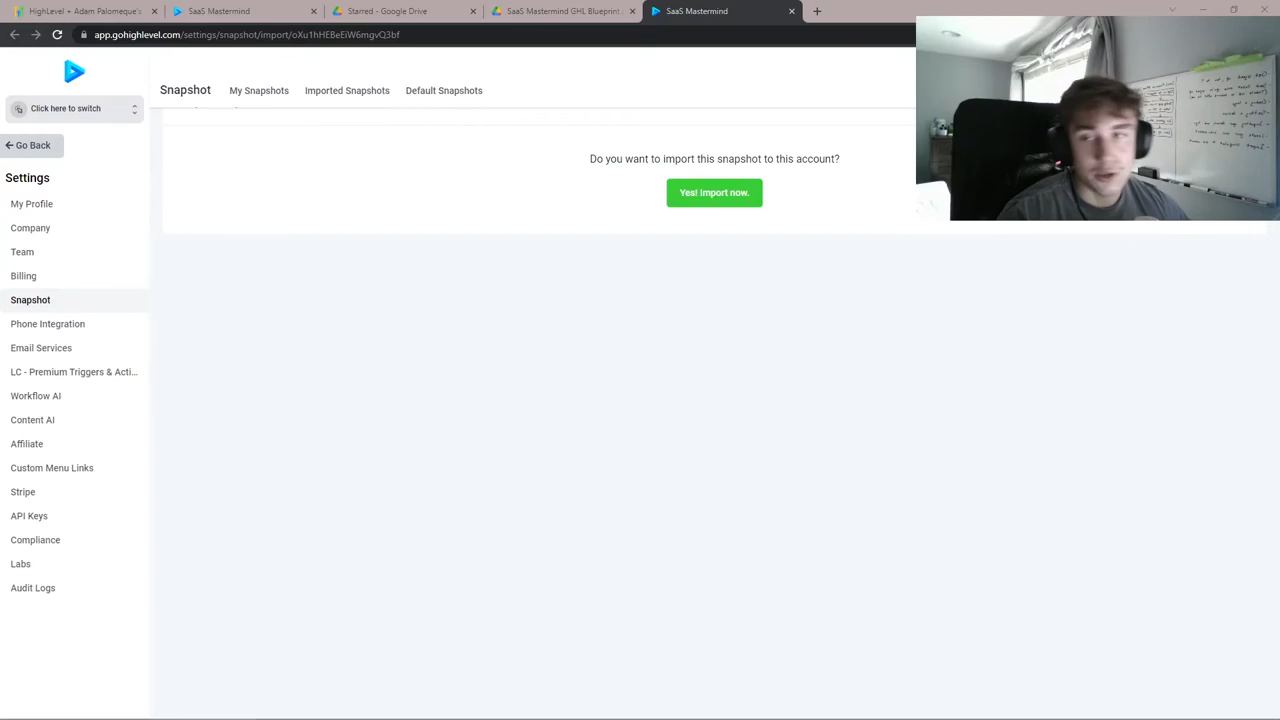 HighLevel + Adam Palomeque's
SaaS Mastermind
Starred - Google Drive
SaaS Mastermind GHL Blueprint
SaaS Mastermind
app.gohighlevel.com/settings/snapshot/import/oXu1hHEBeEiW6mgvQ3bf
Click here to switch
Go Back
Settings
My Profile
Company
Team
Billing
Snapshot
Phone Integration
Email Services
LC - Premium Triggers & Acti...
Workflow AI
Content AI
Affiliate
Custom Menu Links
Stripe
API Keys
Compliance
Labs
Audit Logs
Snapshot
My Snapshots
Imported Snapshots
Default Snapshots
Do you want to import this snapshot to this account?
Yes! Import now.